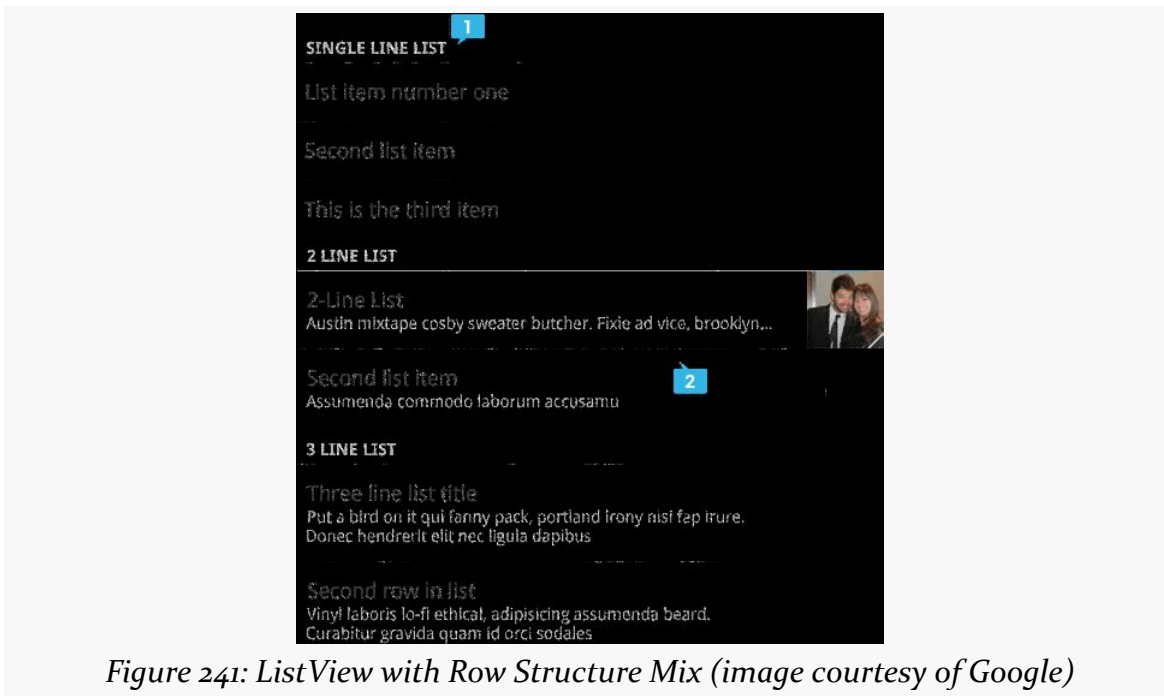 1
SINGLE LINE LIST
List item number one
Second list item
This is the third item
2 LINE LIST
2-Line List
Austin mixtape cosby sweater butcher. Fixie ad vice, brooklyn...
Second list item
2
Assumenda commodo laborum accusamu
3 LINE LIST
Three line list title
Put a bird on it qui fanny pack, portland irony nisi fap irure.
Donec hendrerit elit nec ligula dapibus
Second row in list
Vinyl laboris lo-fi ethical, adipisicing assumenda beard.
Curabitur gravida quam id orci sodales
Figure 241: ListView with Row Structure Mix (image courtesy of Google)